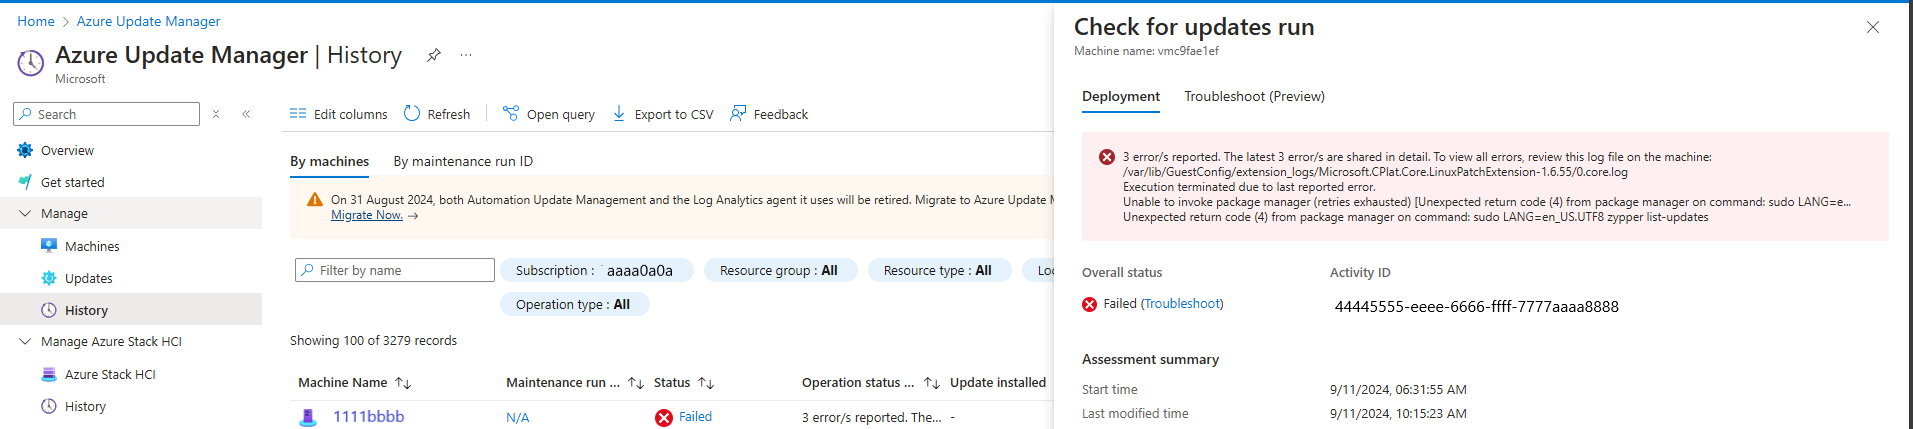 Home > Azure Update Manager
Azure Update Manager | History
Microsoft
Search
Overview
Get started
Manage
Machines
Updates
History
Manage Azure Stack HCI
Azure Stack HCI
History
Edit columns
Refresh
Open query
Export to CSV
Feedback
By machines
By maintenance run ID
On 31 August 2024, both Automation Update Management and the Log Analytics agent it uses will be retired. Migrate to Azure Update M
Migrate Now. →
Filter by name
Subscription : aaaa0a0a
Resource group : All
Resource type : All
Loc
Operation type : All
Showing 100 of 3279 records
Machine Name ↑↓
Maintenance run ... ↑↓
Status ↑↓
Operation status ... ↑↓
Update installed
1111bbbb
N/A
Failed
3 error/s reported. The...
-
Check for updates run
Machine name: vmc9fae1ef
Deployment
Troubleshoot (Preview)
3 error/s reported. The latest 3 error/s are shared in detail. To view all errors, review this log file on the machine:
/var/lib/GuestConfig/extension_logs/Microsoft.CPlat.Core.LinuxPatchExtension-1.6.55/0.core.log
Execution terminated due to last reported error.
Unable to invoke package manager (retries exhausted) [Unexpected return code (4) from package manager on command: sudo LANG=e...
Unexpected return code (4) from package manager on command: sudo LANG=en_US.UTF8 zypper list-updates
Overall status
Activity ID
Failed (Troubleshoot)
44445555-eeee-6666-ffff-7777aaaa8888
Assessment summary
Start time
9/11/2024, 06:31:55 AM
Last modified time
9/11/2024, 10:15:23 AM